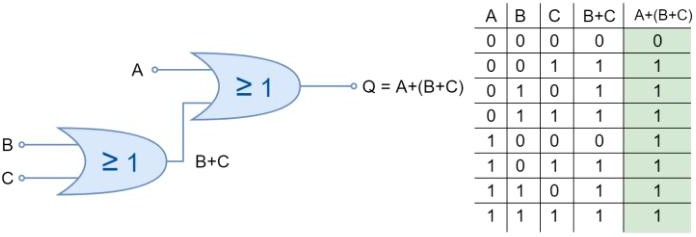 A
≥ 1
Q = A+(B+C)
B
C
≥ 1
B+C
A B C B+C A+(B+C)
0 0 0 0 0
0 0 1 1 1
0 1 0 1 1
0 1 1 1 1
1 0 0 0 1
1 0 1 1 1
1 1 0 1 1
1 1 1 1 1